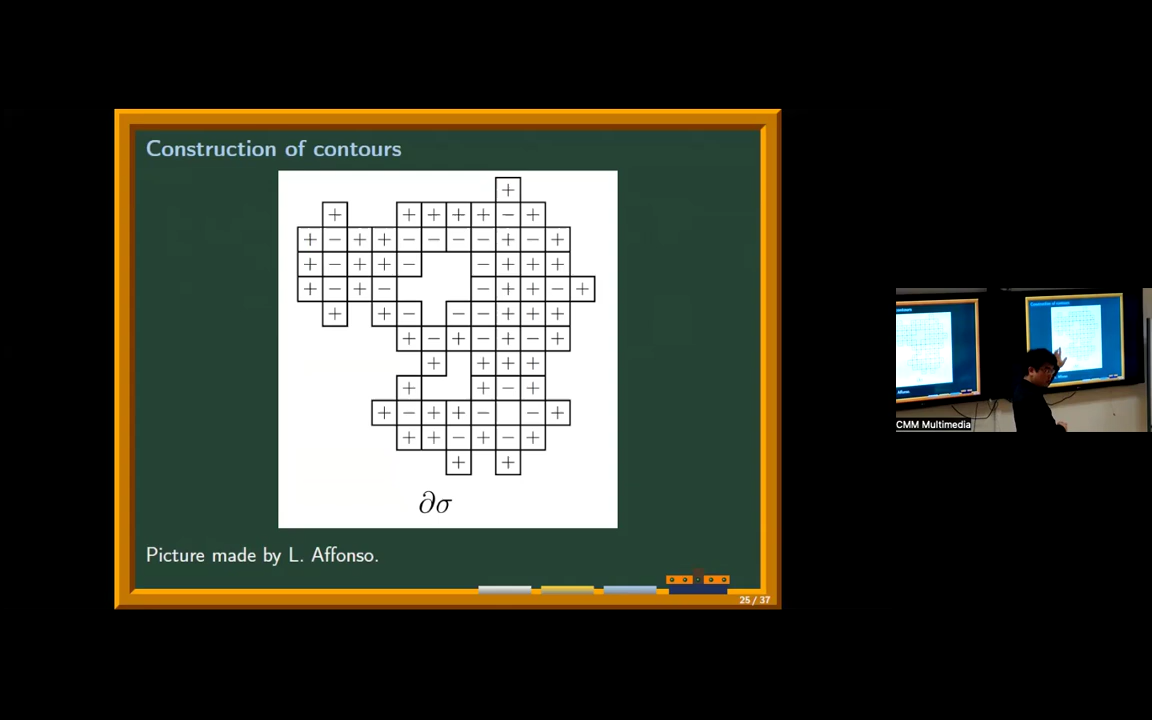 Construction of contours
+
+ + + + + − +
+ − + + − − − − + − +
+ − + + − − + + +
+ − + − − + + − +
+ + − − − + + +
+ − + − + − +
+ + + +
+ + − +
+ − + + − − +
+ + − + − +
+ +
∂σ
Picture made by L. Affonso.
25 / 37
CMM Multimedia